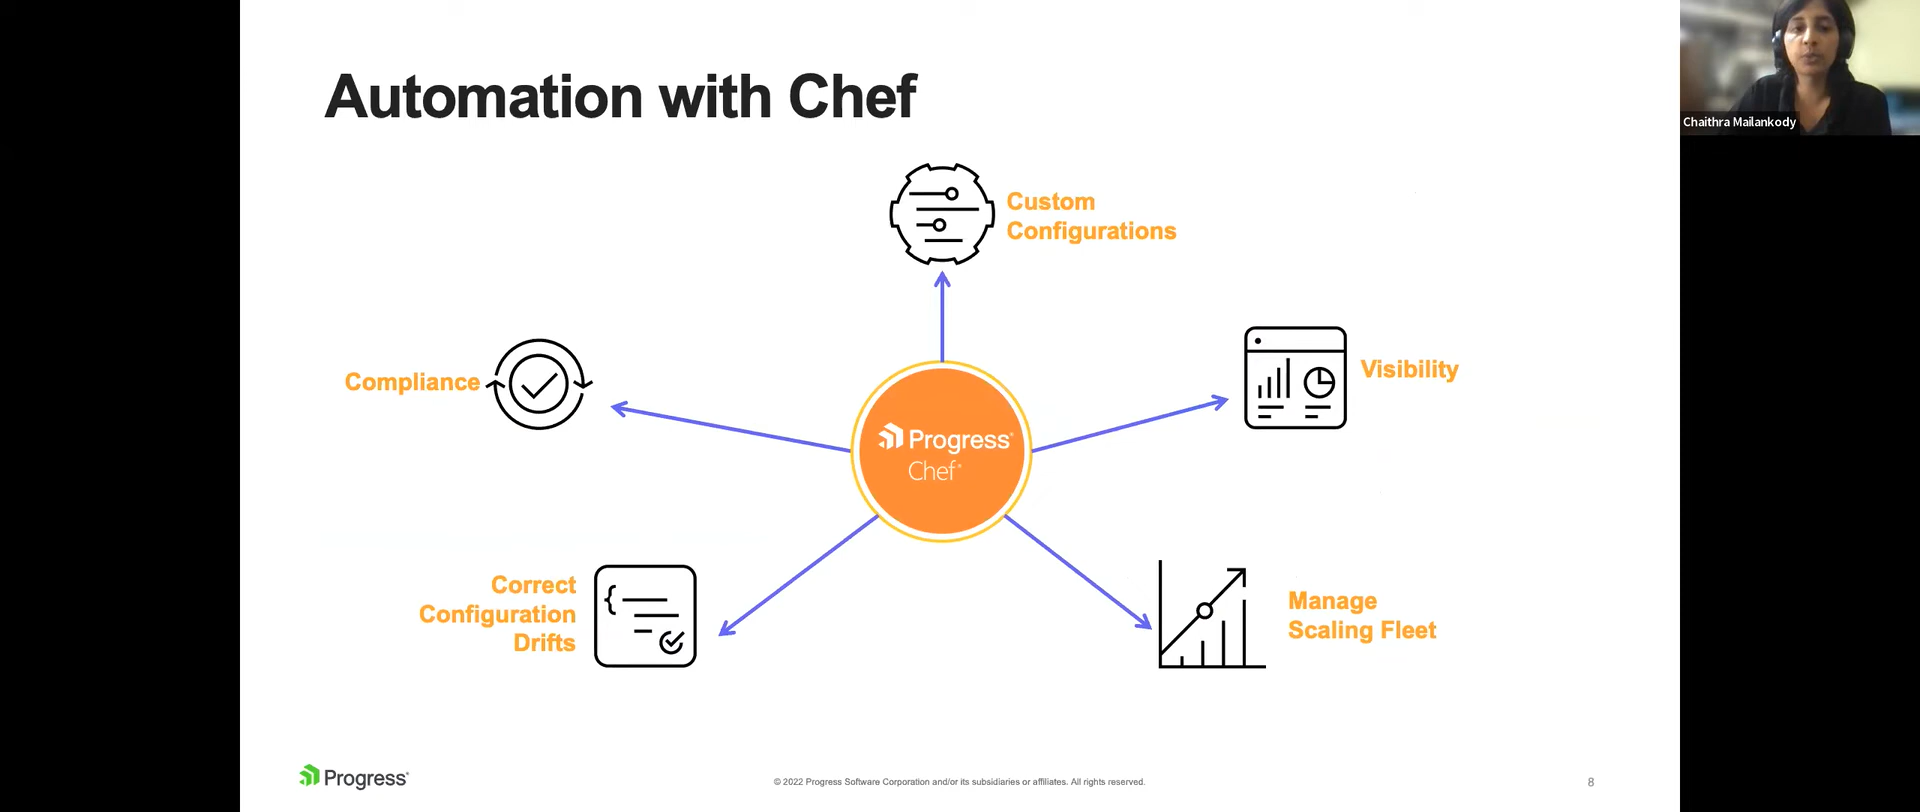 Automation with Chef
Chaithra Mailankody
Custom
Configurations
Compliance
Visibility
Progress®
Chef®
Correct
Configuration
Drifts
Manage
Scaling Fleet
Progress®
© 2022 Progress Software Corporation and/or its subsidiaries or affiliates. All rights reserved.
8